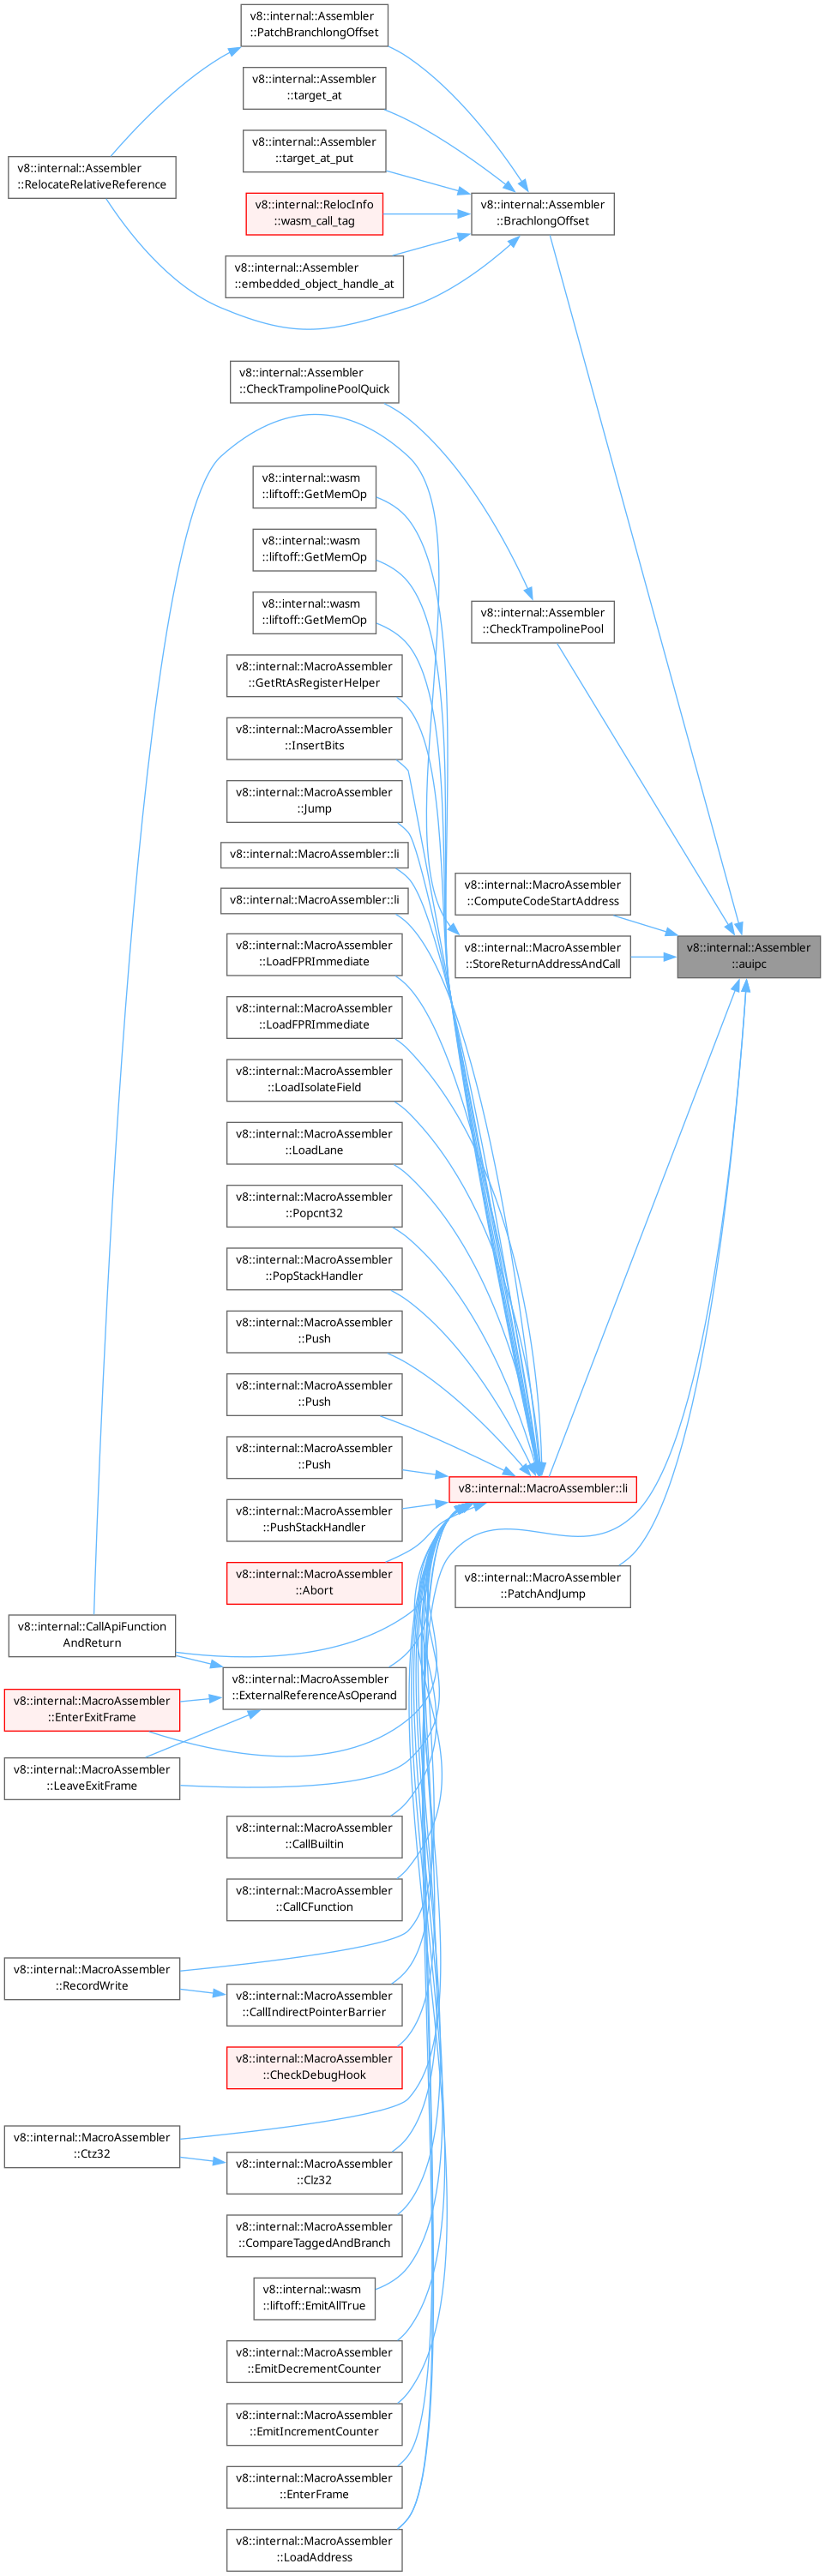 v8::internal::Assembler
::PatchBranchlongOffset
v8::internal::Assembler
::target_at
v8::internal::Assembler
::target_at_put
v8::internal::Assembler
::RelocateRelativeReference
v8::internal::RelocInfo
::wasm_call_tag
v8::internal::Assembler
::BrachlongOffset
v8::internal::Assembler
::embedded_object_handle_at
v8::internal::Assembler
::CheckTrampolinePoolQuick
v8::internal::wasm
::liftoff::GetMemOp
v8::internal::wasm
::liftoff::GetMemOp
v8::internal::wasm
::liftoff::GetMemOp
v8::internal::Assembler
::CheckTrampolinePool
v8::internal::MacroAssembler
::GetRtAsRegisterHelper
v8::internal::MacroAssembler
::InsertBits
v8::internal::MacroAssembler
::Jump
v8::internal::MacroAssembler::li
v8::internal::MacroAssembler::li
v8::internal::MacroAssembler
::ComputeCodeStartAddress
v8::internal::MacroAssembler
::LoadFPRImmediate
v8::internal::MacroAssembler
::StoreReturnAddressAndCall
v8::internal::Assembler
::auipc
v8::internal::MacroAssembler
::LoadFPRImmediate
v8::internal::MacroAssembler
::LoadIsolateField
v8::internal::MacroAssembler
::LoadLane
v8::internal::MacroAssembler
::Popcnt32
v8::internal::MacroAssembler
::PopStackHandler
v8::internal::MacroAssembler
::Push
v8::internal::MacroAssembler
::Push
v8::internal::MacroAssembler
::Push
v8::internal::MacroAssembler::li
v8::internal::MacroAssembler
::PushStackHandler
v8::internal::MacroAssembler
::Abort
v8::internal::MacroAssembler
::PatchAndJump
v8::internal::CallApiFunction
AndReturn
v8::internal::MacroAssembler
::ExternalReferenceAsOperand
v8::internal::MacroAssembler
::EnterExitFrame
v8::internal::MacroAssembler
::LeaveExitFrame
v8::internal::MacroAssembler
::CallBuiltin
v8::internal::MacroAssembler
::CallCFunction
v8::internal::MacroAssembler
::RecordWrite
v8::internal::MacroAssembler
::CallIndirectPointerBarrier
v8::internal::MacroAssembler
::CheckDebugHook
v8::internal::MacroAssembler
::Ctz32
v8::internal::MacroAssembler
::Clz32
v8::internal::MacroAssembler
::CompareTaggedAndBranch
v8::internal::wasm
::liftoff::EmitAllTrue
v8::internal::MacroAssembler
::EmitDecrementCounter
v8::internal::MacroAssembler
::EmitIncrementCounter
v8::internal::MacroAssembler
::EnterFrame
v8::internal::MacroAssembler
::LoadAddress